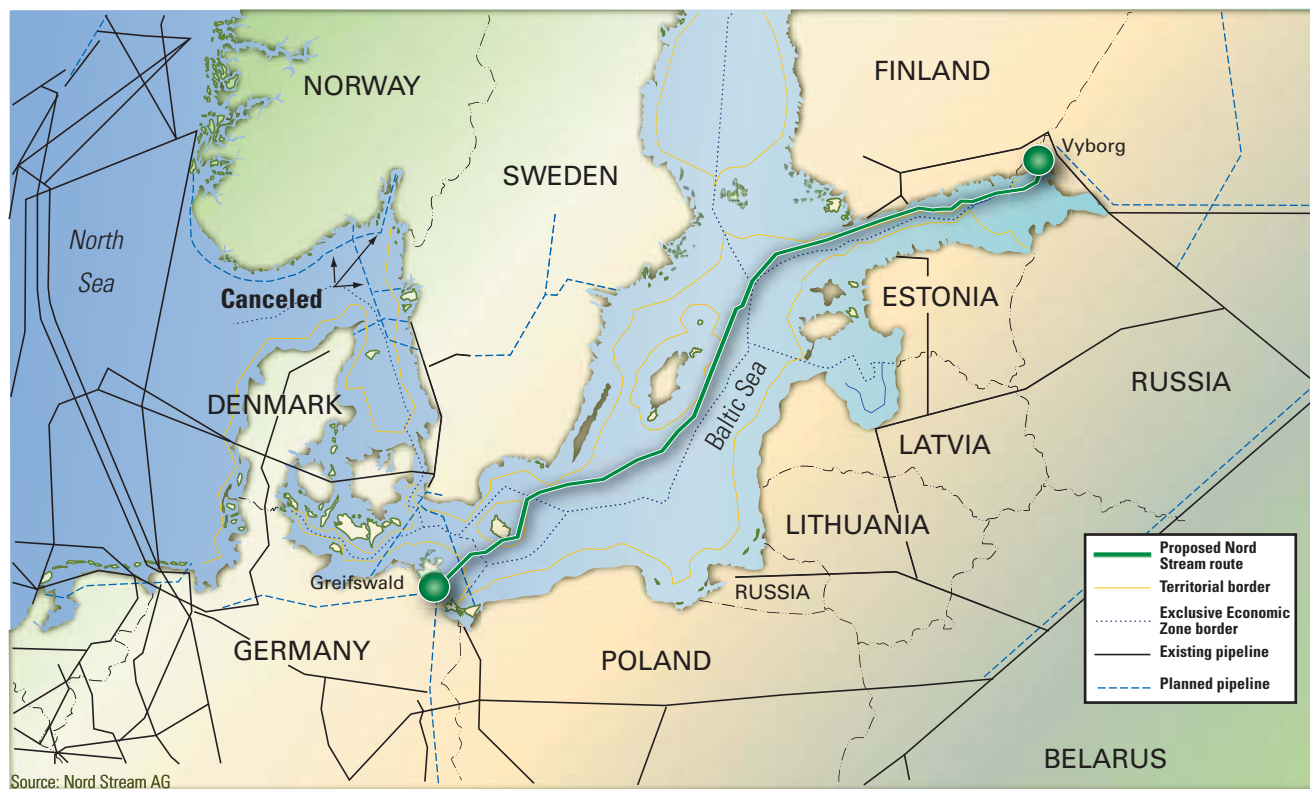 NORWAY
FINLAND
Vyborg
SWEDEN
North
Sea
Canceled
ESTONIA
RUSSIA
Baltic Sea
DENMARK
LATVIA
LITHUANIA
Greifswald
RUSSIA
GERMANY
POLAND
BELARUS
Proposed Nord
Stream route
Territorial border
Exclusive Economic
Zone border
Existing pipeline
Planned pipeline
Source: Nord Stream AG